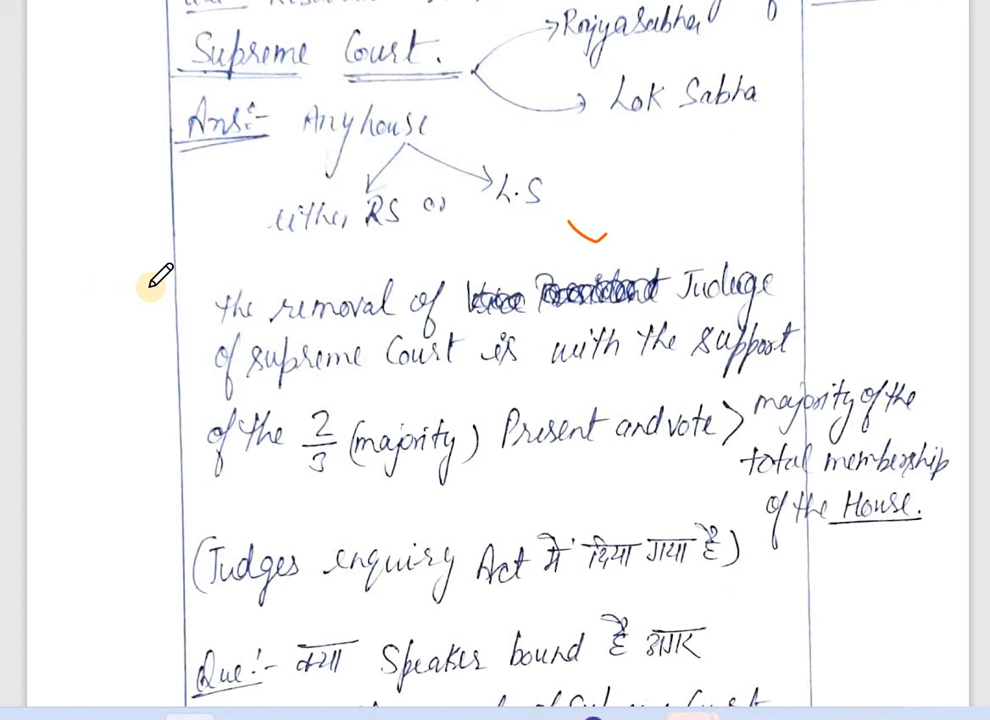 Supreme Court.
Rajya Sabha
Lok Sabha
Ans:- Any house
either RS or
L.S
the removal of Judge
of supreme Court is with the support
of the 2/3 (majority) Present and vote > majority of the
total membership
of the House.
(Judges enquiry Act में दिया गया है)
Que:- क्या Speaker bound है अगर